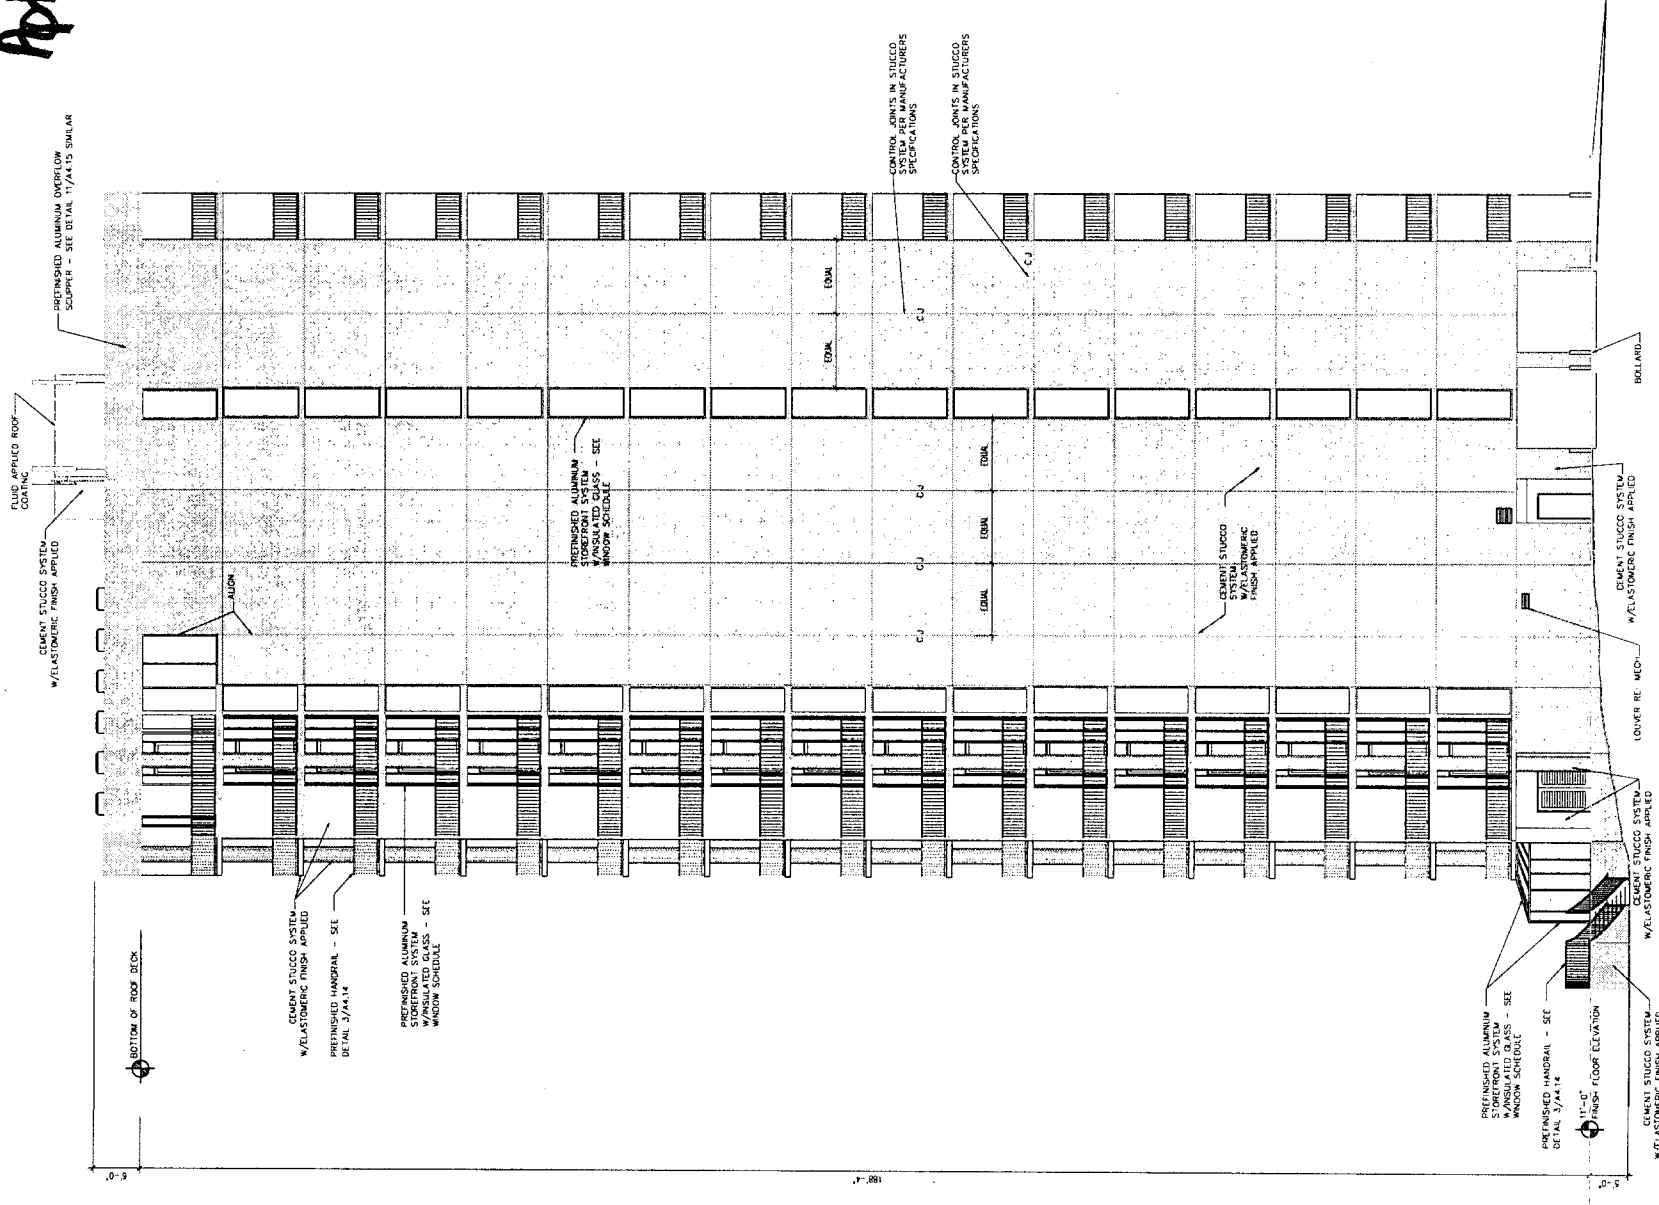 FLUID APPLIED ROOF
COATING
PREFINISHED ALUMINUM OVERFLOW
SCUPPER - SEE DETAIL 11/A4.15 SIMILAR
CEMENT STUCCO SYSTEM
W/ELASTOMERIC FINISH APPLIED
ALIGN
CONTROL JOINTS IN STUCCO
SYSTEM PER MANUFACTURERS
SPECIFICATIONS
CONTROL JOINTS IN STUCCO
SYSTEM PER MANUFACTURERS
SPECIFICATIONS
C J
EQUAL
EQUAL
C J
PREFINISHED ALUMINUM
STOREFRONT SYSTEM
W/INSULATED GLASS - SEE
WINDOW SCHEDULE
EQUAL
EQUAL
EQUAL
C J
C J
C J
CEMENT STUCCO
SYSTEM
W/ELASTOMERIC
FINISH APPLIED
BOTTOM OF ROOF DECK
CEMENT STUCCO SYSTEM
W/ELASTOMERIC FINISH APPLIED
PREFINISHED HANDRAIL - SEE
DETAIL 3/A4.14
PREFINISHED ALUMINUM
STOREFRONT SYSTEM
W/INSULATED GLASS - SEE
WINDOW SCHEDULE
BOLLARD
CEMENT STUCCO SYSTEM
W/ELASTOMERIC FINISH APPLIED
LOUVER RE: MECH
CEMENT STUCCO SYSTEM
W/ELASTOMERIC FINISH APPLIED
PREFINISHED ALUMINUM
STOREFRONT SYSTEM
W/INSULATED GLASS - SEE
WINDOW SCHEDULE
PREFINISHED HANDRAIL - SEE
DETAIL 3/A4.14
11'-0"
FINISH FLOOR ELEVATION
CEMENT STUCCO SYSTEM
W/ELASTOMERIC FINISH APPLIED
6'-0"
188'-4"
5'-0"